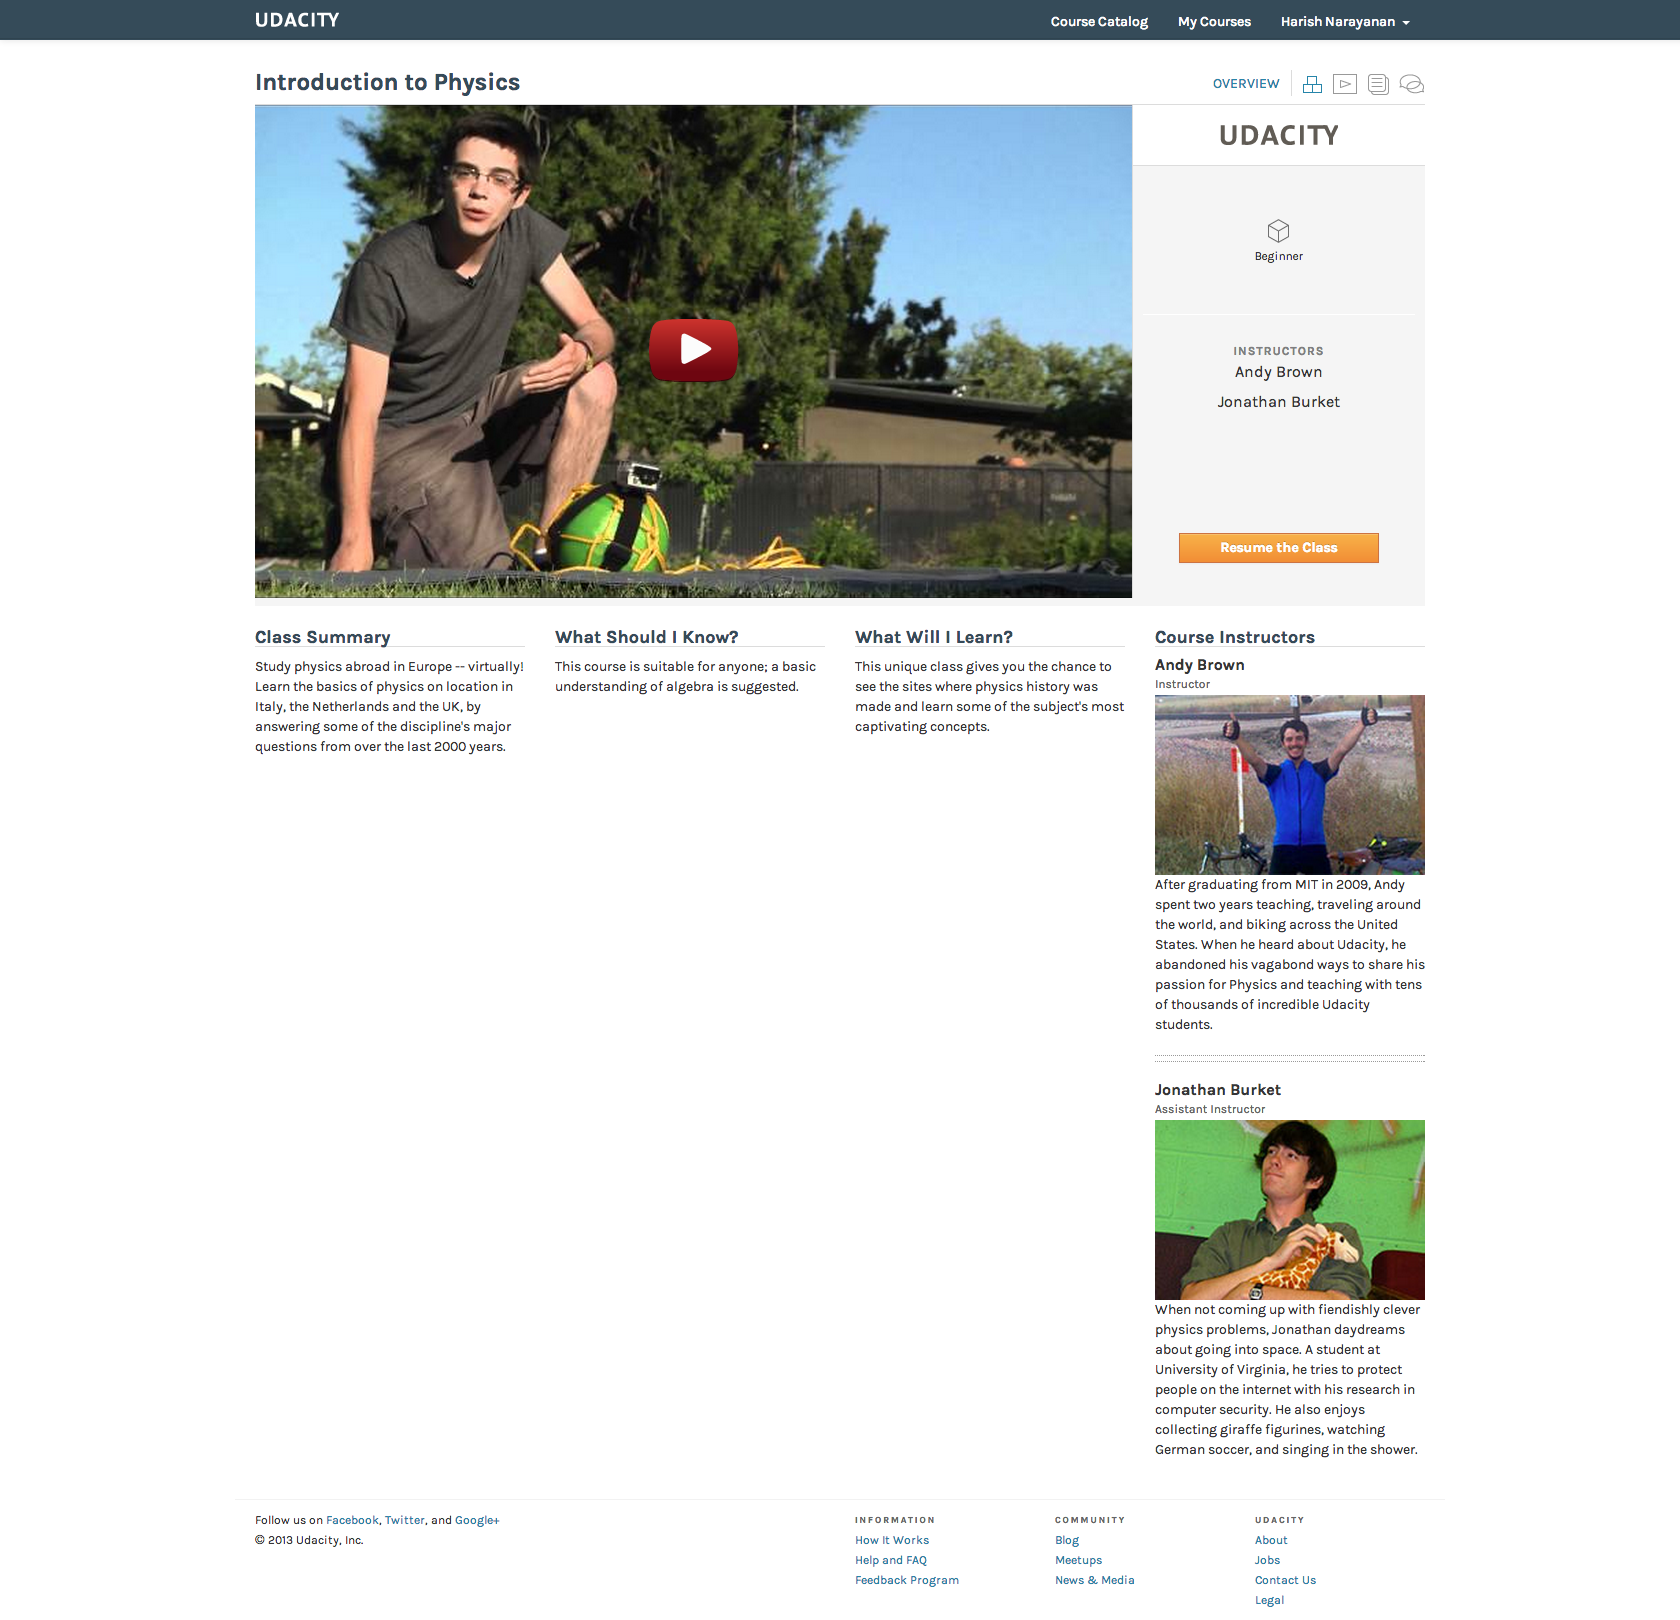 UDACITY
Course Catalog
My Courses
Harish Narayanan
Introduction to Physics
OVERVIEW
UDACITY
Beginner
INSTRUCTORS
Andy Brown
Jonathan Burket
Resume the Class
Class Summary
Study physics abroad in Europe -- virtually!
Learn the basics of physics on location in
Italy, the Netherlands and the UK, by
answering some of the discipline's major
questions from over the last 2000 years.
What Should I Know?
This course is suitable for anyone; a basic
understanding of algebra is suggested.
What Will I Learn?
This unique class gives you the chance to
see the sites where physics history was
made and learn some of the subject's most
captivating concepts.
Course Instructors
Andy Brown
Instructor
After graduating from MIT in 2009, Andy
spent two years teaching, traveling around
the world, and biking across the United
States. When he heard about Udacity, he
abandoned his vagabond ways to share his
passion for Physics and teaching with tens
of thousands of incredible Udacity
students.
Jonathan Burket
Assistant Instructor
When not coming up with fiendishly clever
physics problems, Jonathan daydreams
about going into space. A student at
University of Virginia, he tries to protect
people on the internet with his research in
computer security. He also enjoys
collecting giraffe figurines, watching
German soccer, and singing in the shower.
Follow us on Facebook, Twitter, and Google+
© 2013 Udacity, Inc.
INFORMATION
How It Works
Help and FAQ
Feedback Program
COMMUNITY
Blog
Meetups
News & Media
UDACITY
About
Jobs
Contact Us
Legal